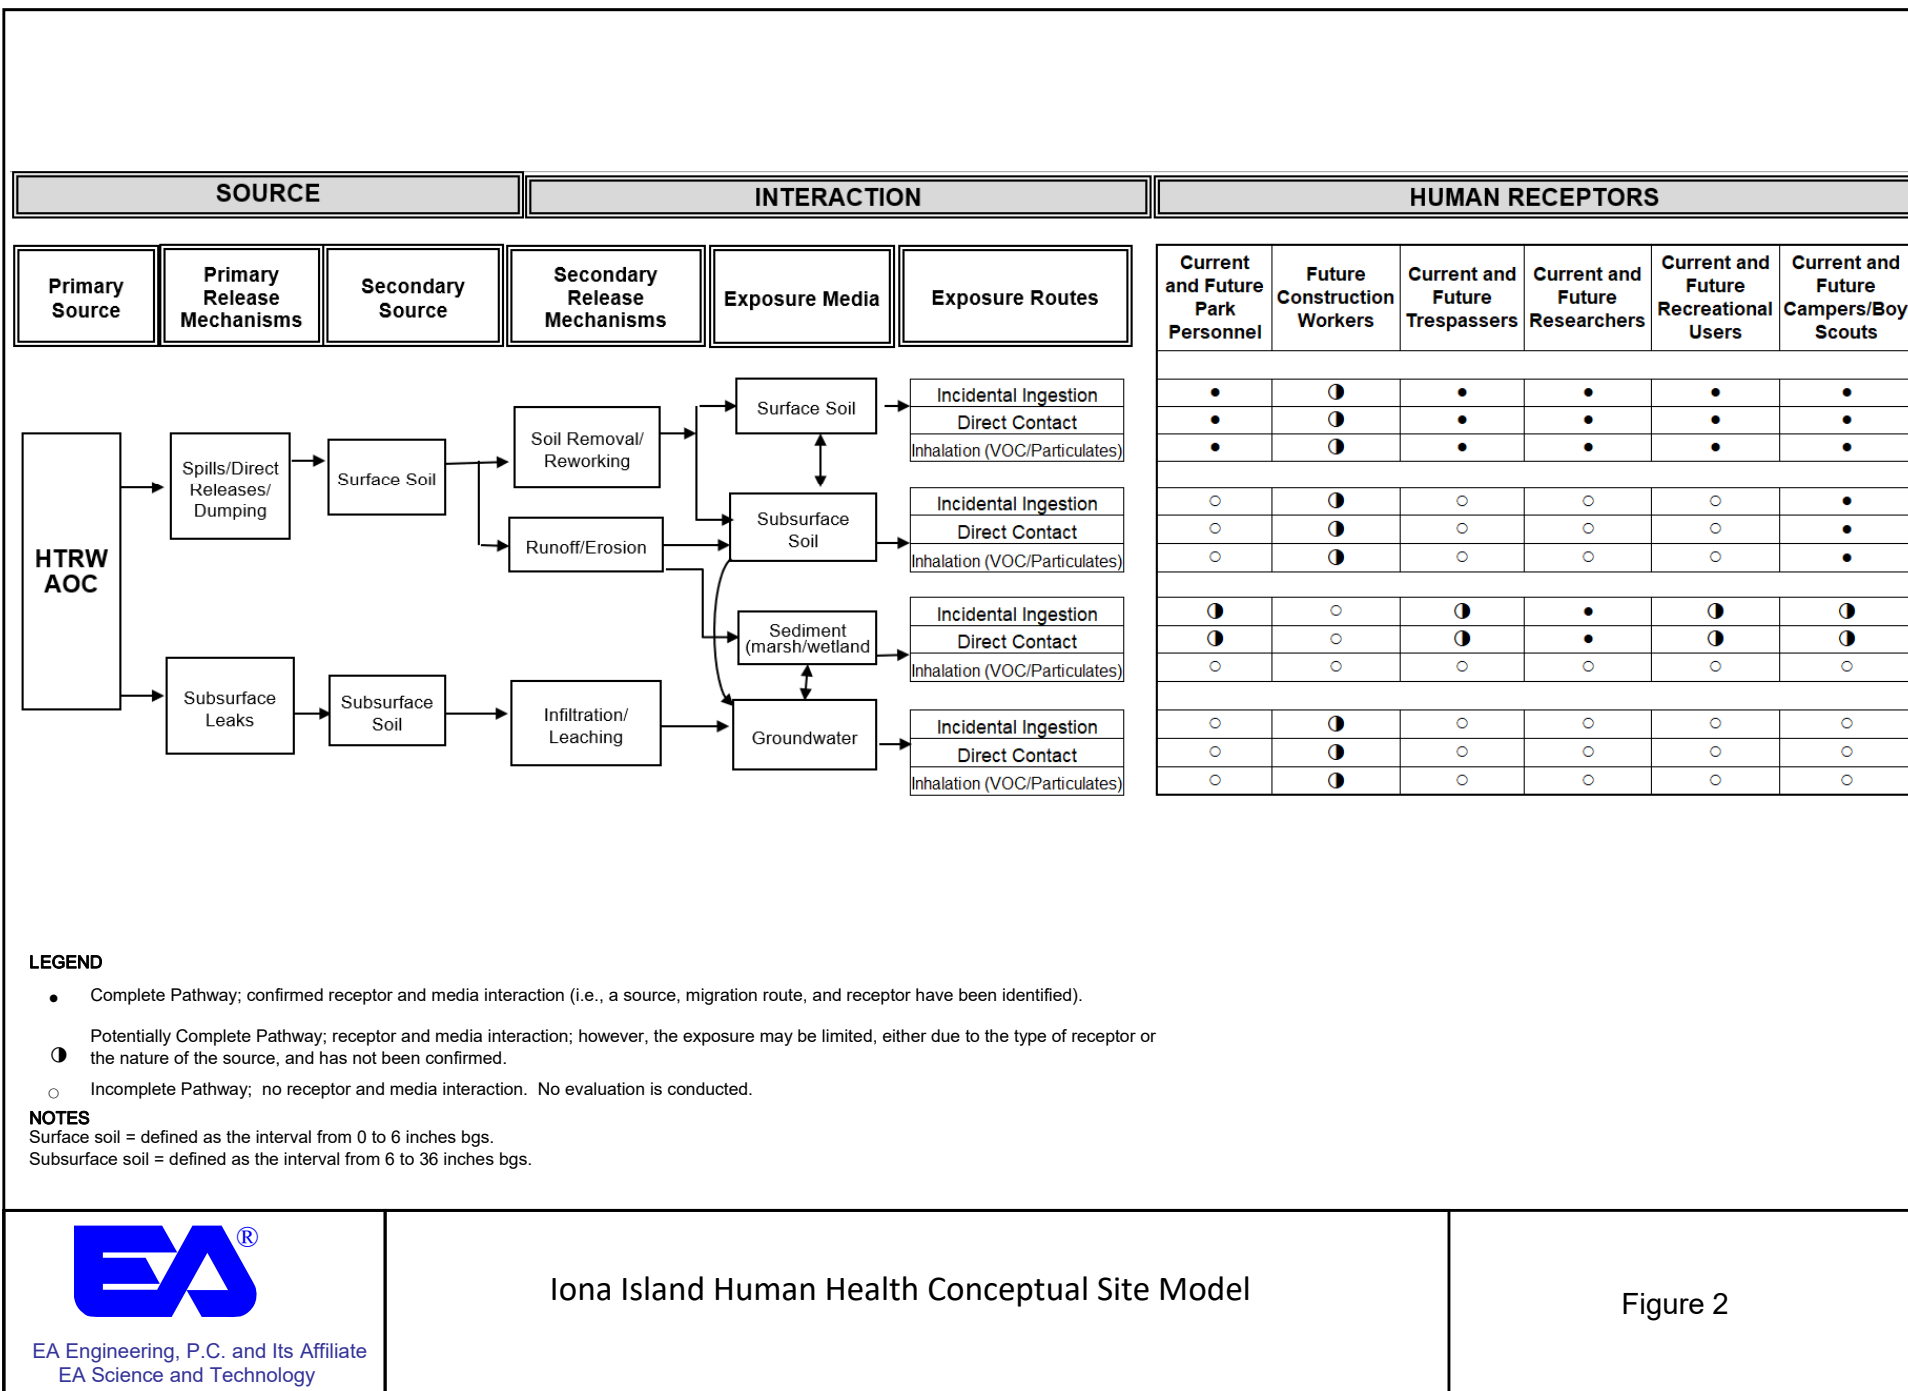 SOURCE
INTERACTION
HUMAN RECEPTORS
Primary
Source
Primary
Release
Mechanisms
Secondary
Source
Secondary
Release
Mechanisms
Exposure Media
Exposure Routes
Current
and Future
Park
Personnel
Future
Construction
Workers
Current and
Future
Trespassers
Current and
Future
Researchers
Current and
Future
Recreational
Users
Current and
Future
Campers/Boy
Scouts
HTRW
AOC
Spills/Direct
Releases/
Dumping
Surface Soil
Soil Removal/
Reworking
Runoff/Erosion
Surface Soil
Incidental Ingestion
Direct Contact
Inhalation (VOC/Particulates)
● ◑ ● ● ● ●
● ◑ ● ● ● ●
● ◑ ● ● ● ●
Subsurface
Soil
Incidental Ingestion
Direct Contact
Inhalation (VOC/Particulates)
○ ◑ ○ ○ ○ ●
○ ◑ ○ ○ ○ ●
○ ◑ ○ ○ ○ ●
Sediment
(marsh/wetland
Incidental Ingestion
Direct Contact
Inhalation (VOC/Particulates)
◑ ○ ◑ ● ◑ ◑
◑ ○ ◑ ● ◑ ◑
○ ○ ○ ○ ○ ○
Subsurface
Leaks
Subsurface
Soil
Infiltration/
Leaching
Groundwater
Incidental Ingestion
Direct Contact
Inhalation (VOC/Particulates)
○ ◑ ○ ○ ○ ○
○ ◑ ○ ○ ○ ○
○ ◑ ○ ○ ○ ○
LEGEND
● Complete Pathway; confirmed receptor and media interaction (i.e., a source, migration route, and receptor have been identified).
Potentially Complete Pathway; receptor and media interaction; however, the exposure may be limited, either due to the type of receptor or
◑ the nature of the source, and has not been confirmed.
○ Incomplete Pathway;  no receptor and media interaction.  No evaluation is conducted.
NOTES
Surface soil = defined as the interval from 0 to 6 inches bgs.
Subsurface soil = defined as the interval from 6 to 36 inches bgs.
EA®
EA Engineering, P.C. and Its Affiliate
EA Science and Technology
Iona Island Human Health Conceptual Site Model
Figure 2